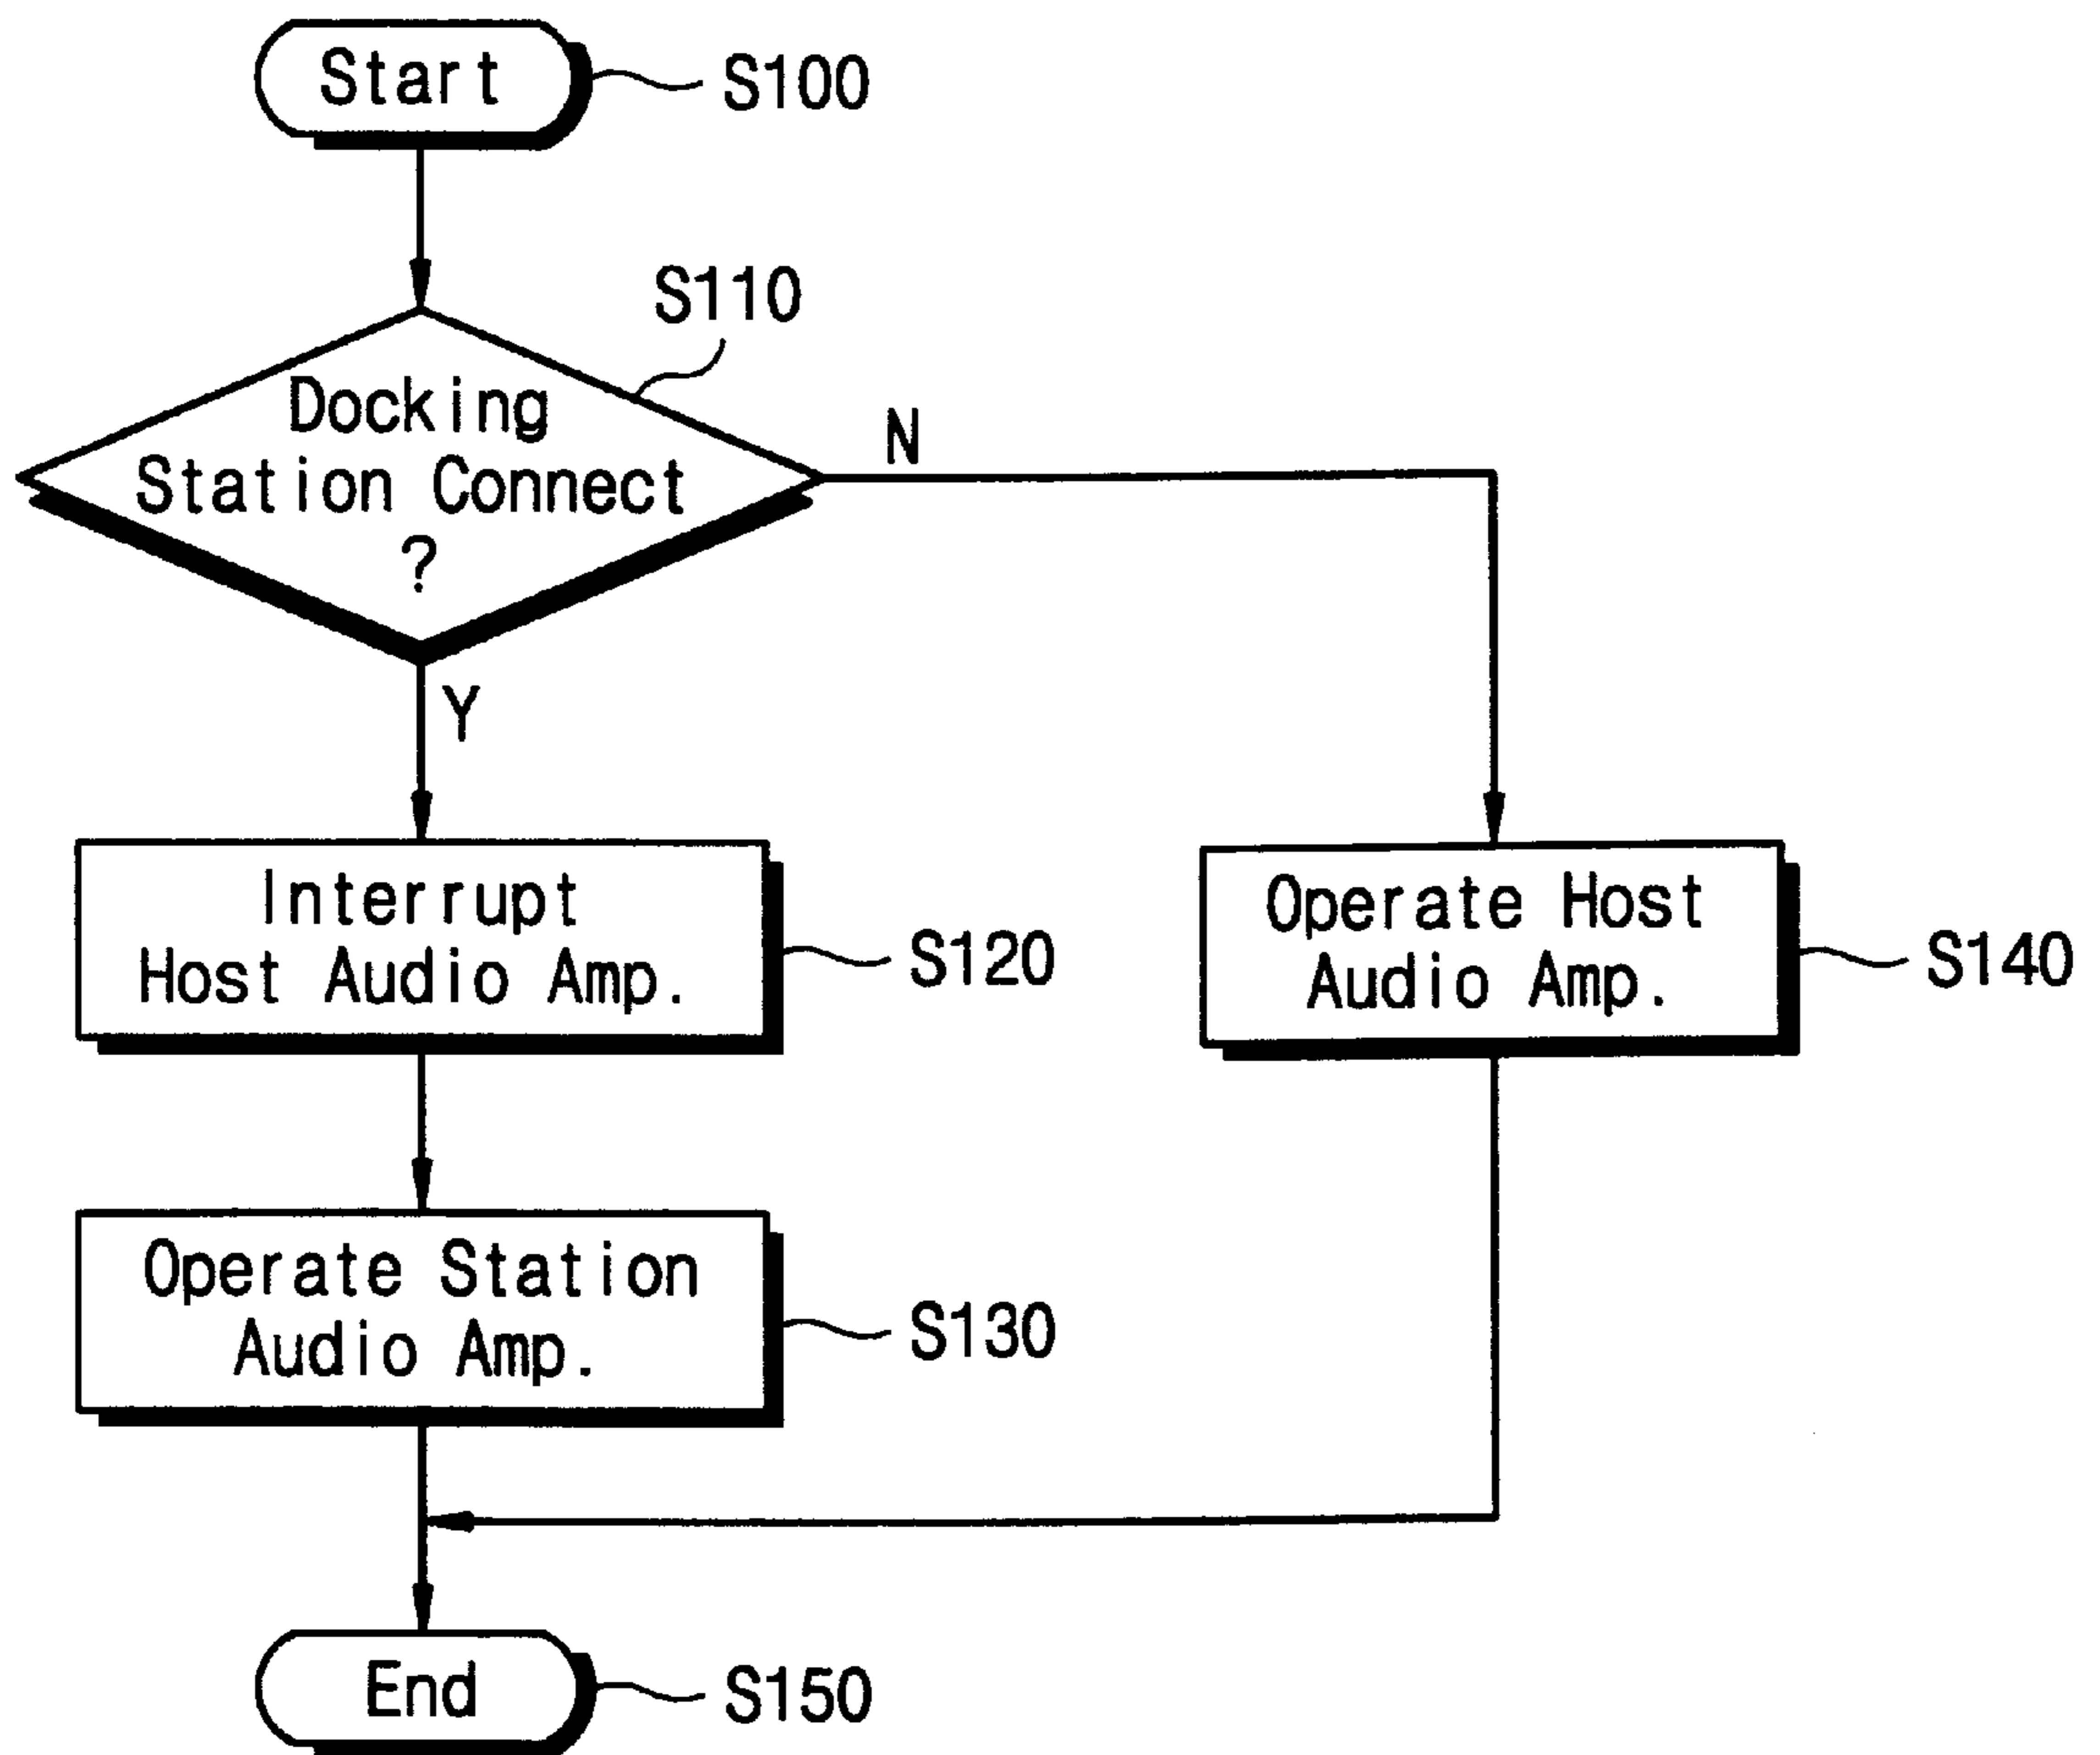 Start
S100
S110
Docking
Station Connect
?
N
Y
Interrupt
Host Audio Amp.
S120
Operate Host
Audio Amp.
S140
Operate Station
Audio Amp.
S130
End
S150